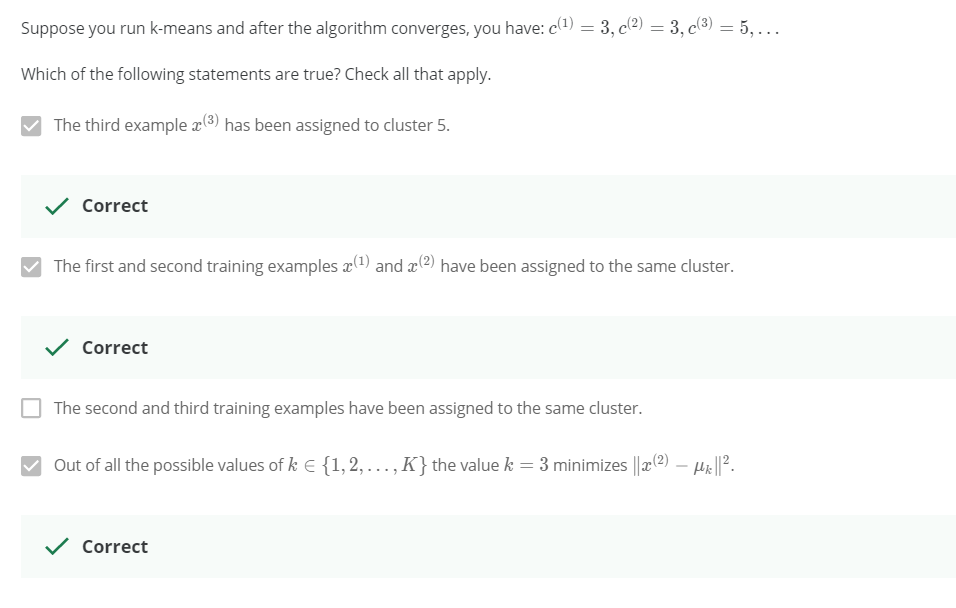 Suppose you run k-means and after the algorithm converges, you have: c^(1) = 3, c^(2) = 3, c^(3) = 5, …
Which of the following statements are true? Check all that apply.
The third example x^(3) has been assigned to cluster 5.
Correct
The first and second training examples x^(1) and x^(2) have been assigned to the same cluster.
Correct
The second and third training examples have been assigned to the same cluster.
Out of all the possible values of k ∈ {1, 2, …, K} the value k = 3 minimizes ‖x^(2) − μ_k‖².
Correct